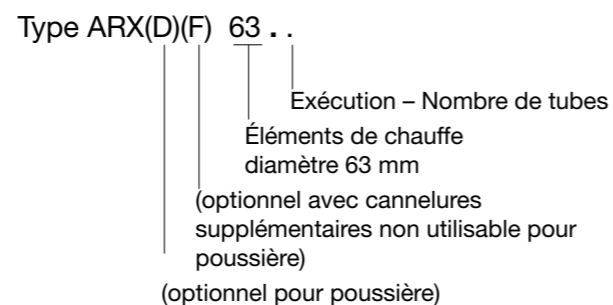 Type ARX(D)(F) 63 . .
Exécution – Nombre de tubes
Éléments de chauffe
diamètre 63 mm
(optionnel avec cannelures
supplémentaires non utilisable pour
poussière)
(optionnel pour poussière)